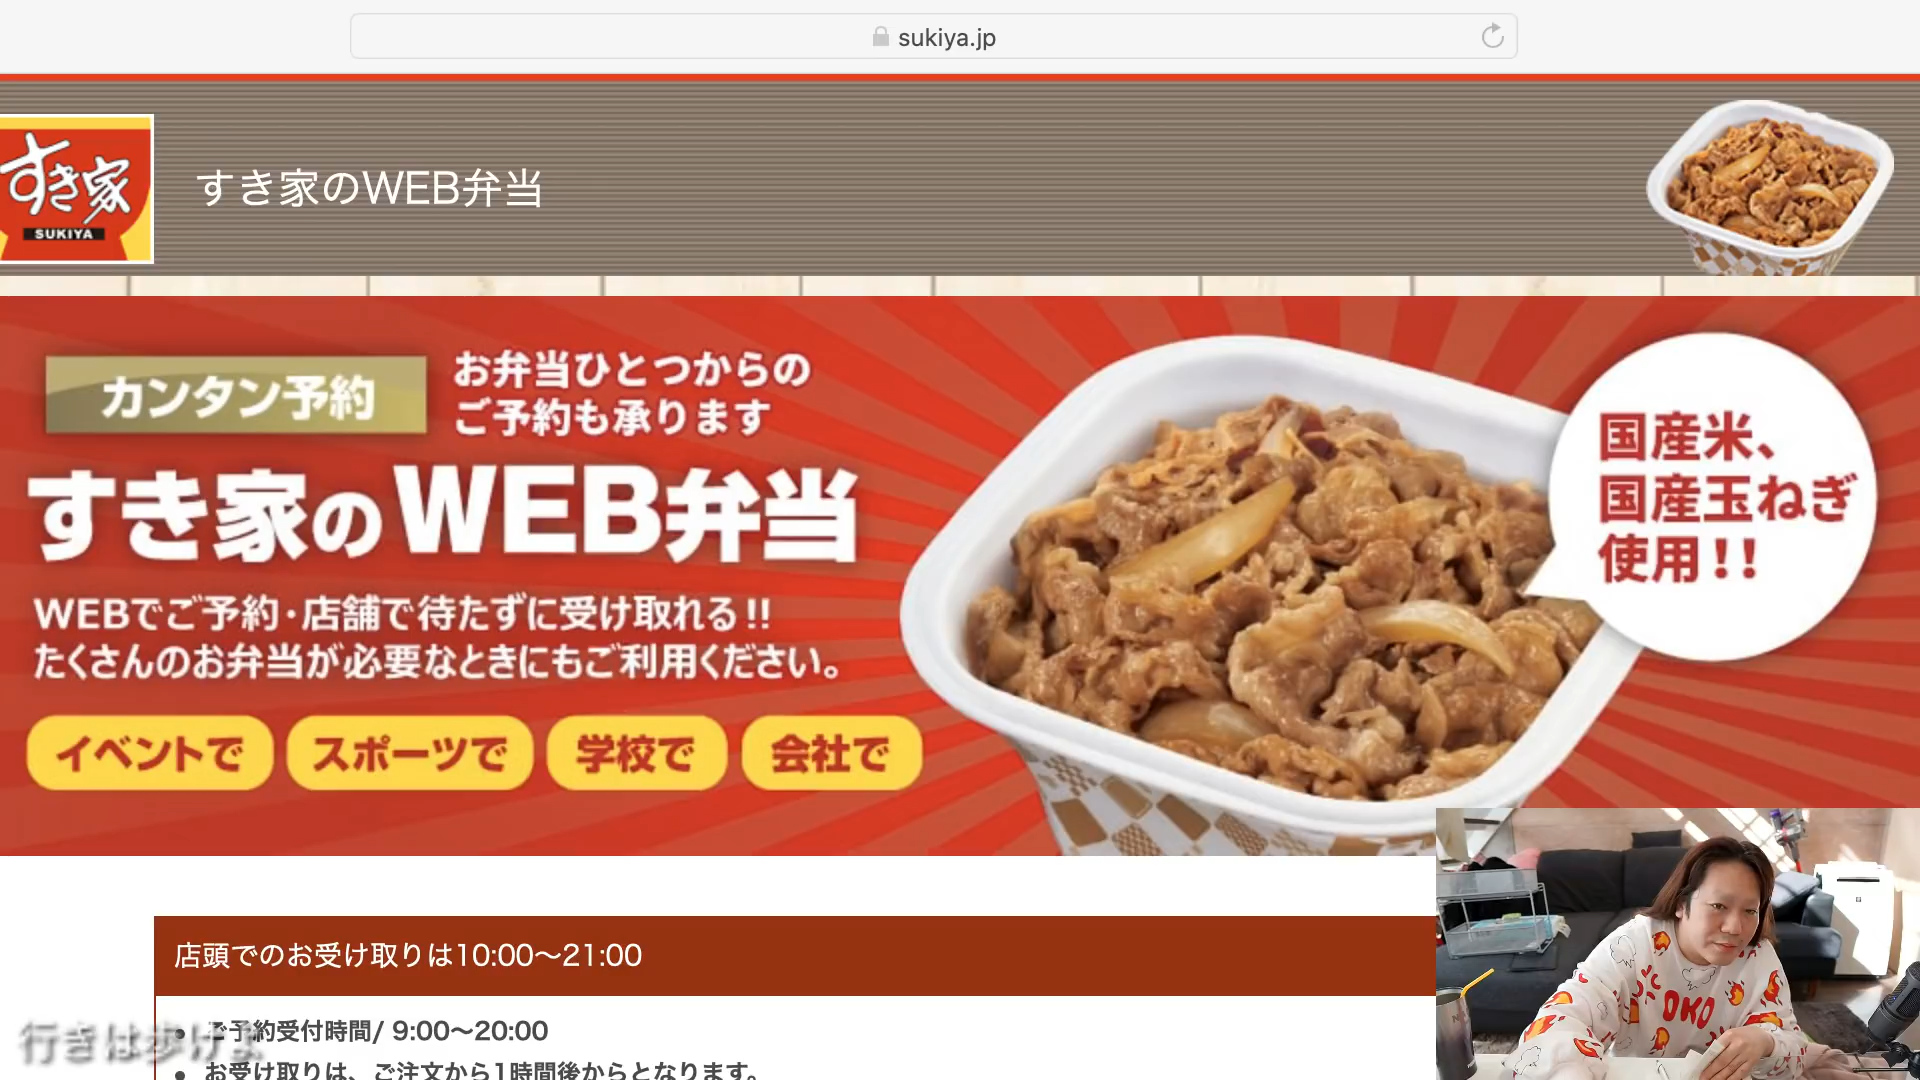 sukiya.jp
すき家
SUKIYA
すき家のWEB弁当
カンタン予約
お弁当ひとつからの
ご予約も承ります
すき家のWEB弁当
WEBでご予約・店舗で待たずに受け取れる!!
たくさんのお弁当が必要なときにもご利用ください。
イベントで
スポーツで
学校で
会社で
国産米、
国産玉ねぎ
使用!!
店頭でのお受け取りは10:00〜21:00
ご予約受付時間/ 9:00〜20:00
お受け取りは、ご注文から1時間後からとなります。
行きは歩けよ
OKO